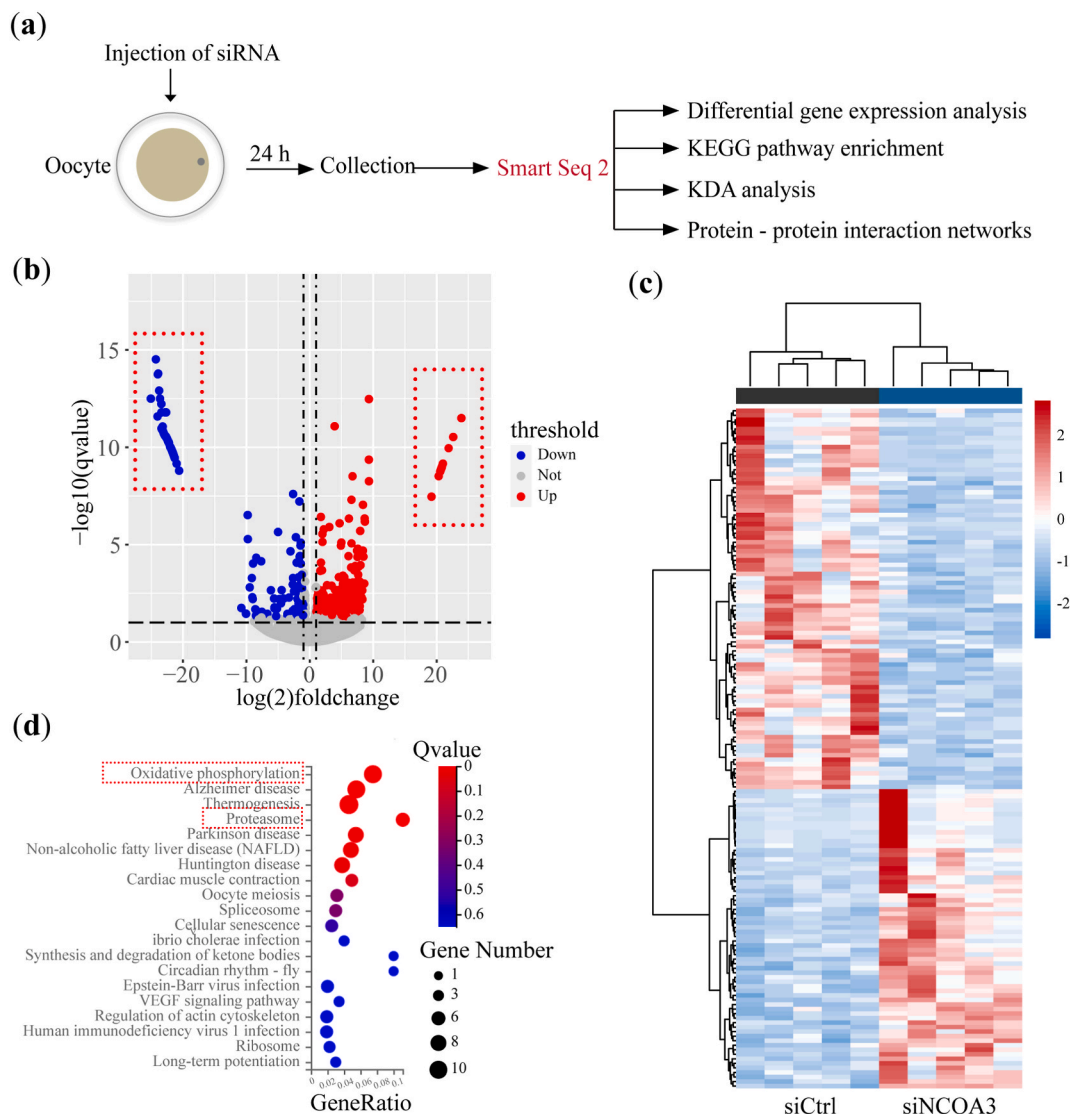 (a)
Injection of siRNA
Oocyte
24 h
Collection
Smart Seq 2
Differential gene expression analysis
KEGG pathway enrichment
KDA analysis
Protein - protein interaction networks
(b)
−log10(qvalue)
15
10
5
0
−20
−10
0
10
20
log(2)foldchange
threshold
Down
Not
Up
(c)
2
1
0
-1
-2
siCtrl
siNCOA3
(d)
Oxidative phosphorylation
Alzheimer disease
Thermogenesis
Proteasome
Parkinson disease
Non-alcoholic fatty liver disease (NAFLD)
Huntington disease
Cardiac muscle contraction
Oocyte meiosis
Spliceosome
Cellular senescence
ibrio cholerae infection
Synthesis and degradation of ketone bodies
Circadian rhythm - fly
Epstein-Barr virus infection
VEGF signaling pathway
Regulation of actin cytoskeleton
Human immunodeficiency virus 1 infection
Ribosome
Long-term potentiation
0
0.02
0.04
0.06
0.08
0.1
GeneRatio
Qvalue
0
0.1
0.2
0.3
0.4
0.5
0.6
Gene Number
1
3
6
8
10